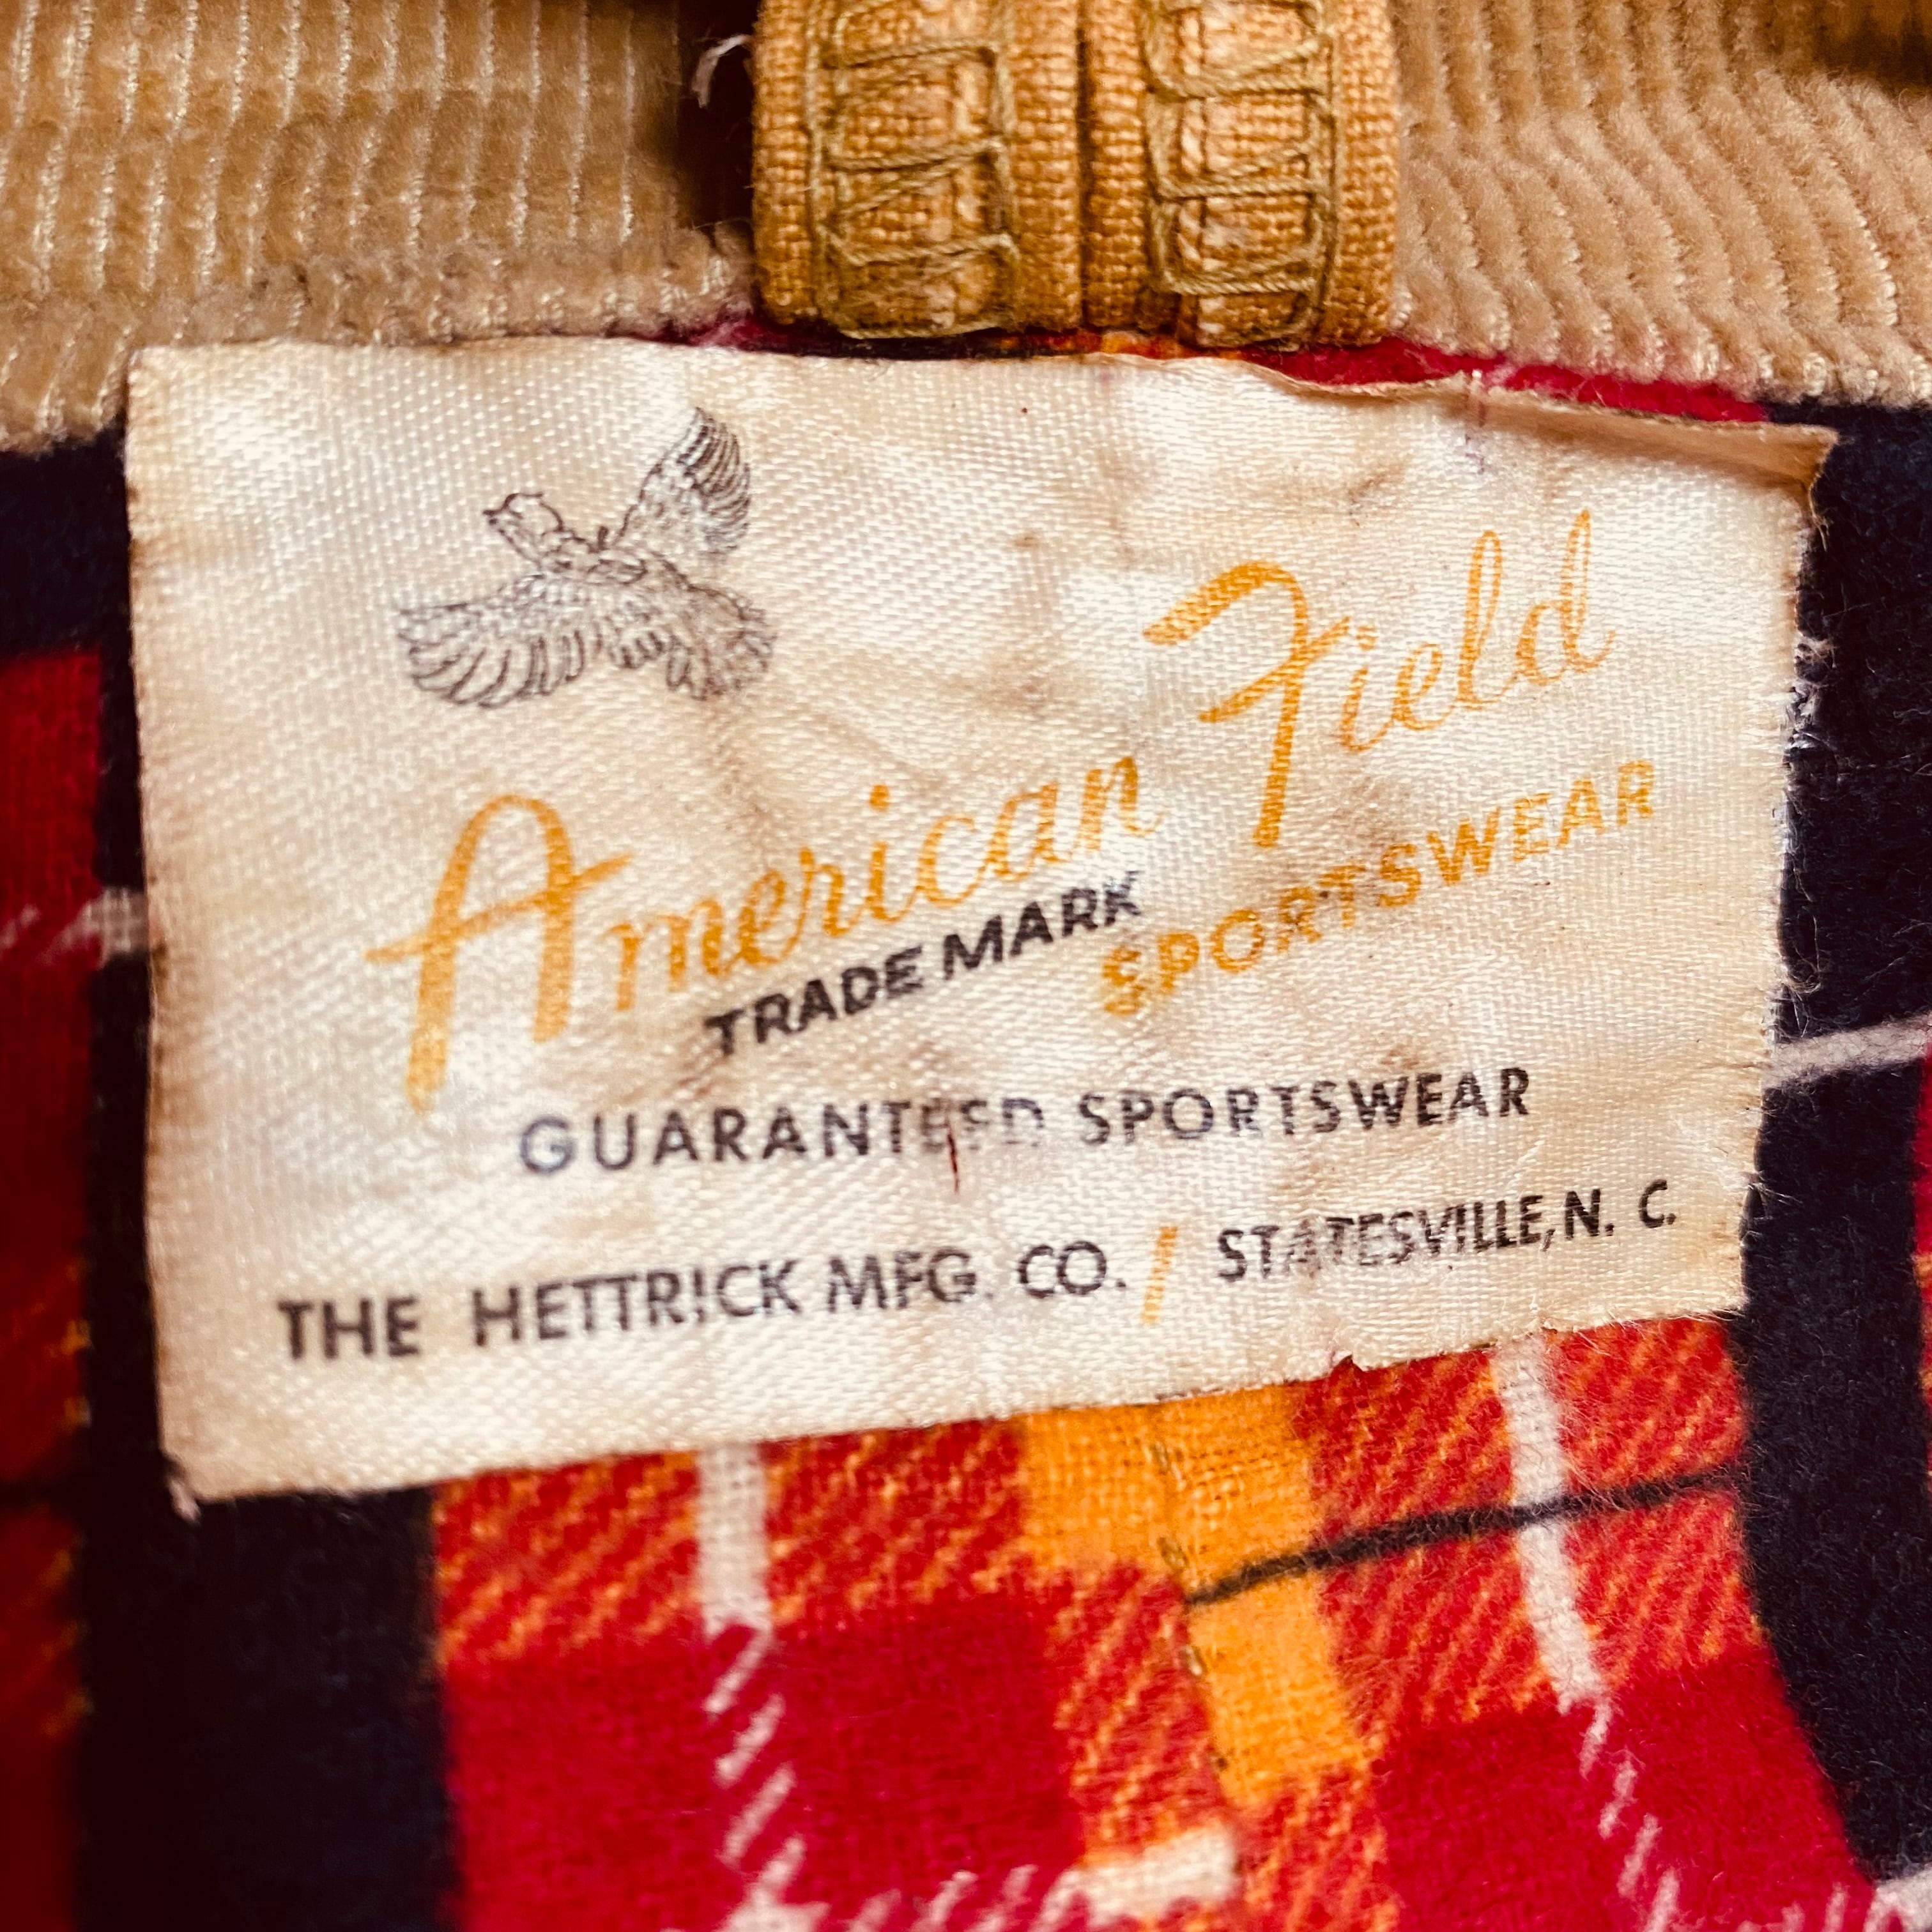 American Field
TRADE MARK SPORTSWEAR
GUARANTEED SPORTSWEAR
THE HETTRICK MFG. CO. / STATESVILLE, N. C.